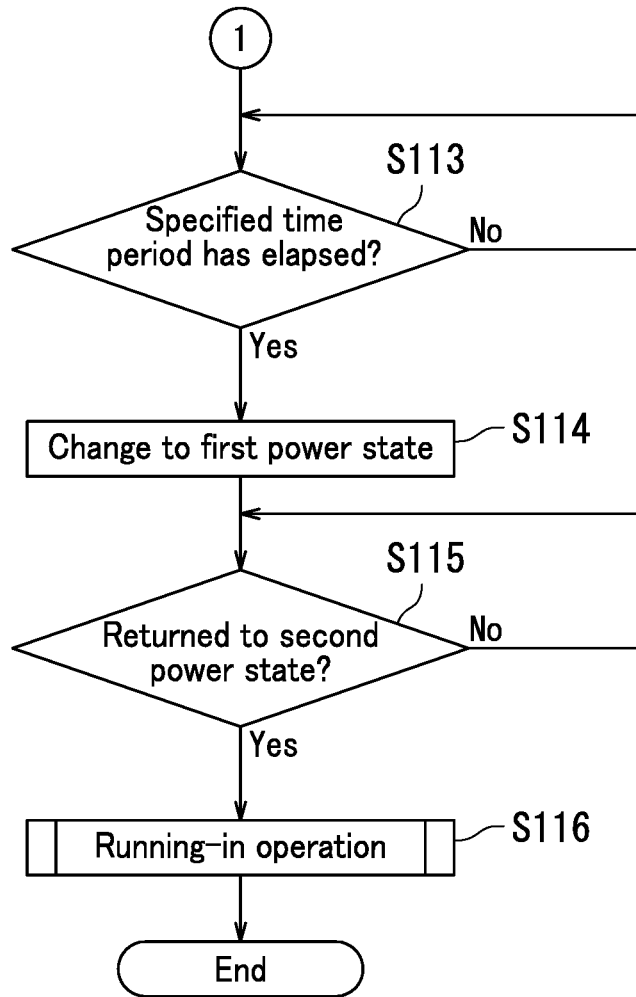 1
S113
Specified time
period has elapsed?
No
Yes
Change to first power state
S114
S115
Returned to second
power state?
No
Yes
Running-in operation
S116
End